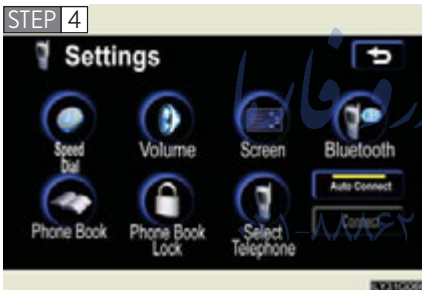 STEP 4
Settings
Speed Dial
Volume
Screen
Bluetooth
Auto Connect
Phone Book
Phone Book Lock
Select Telephone
Connect